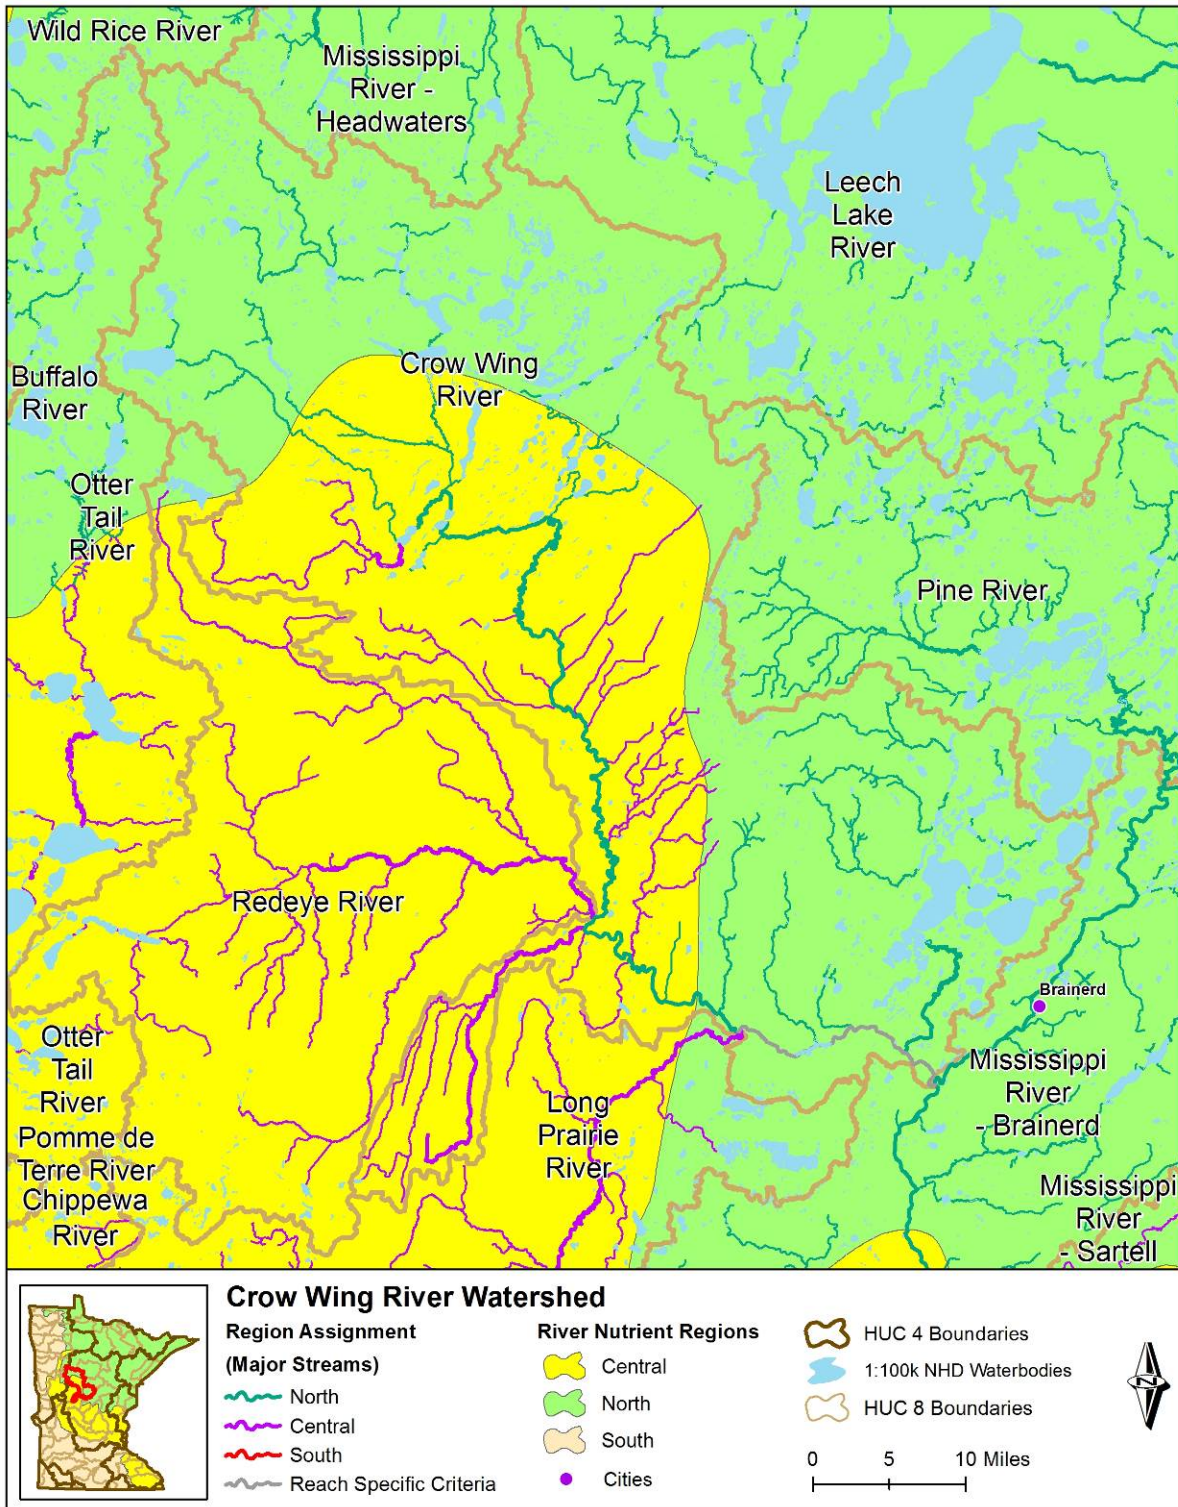 Wild Rice River
Mississippi
River -
Headwaters
Leech
Lake
River
Crow Wing
River
Buffalo
River
Otter
Tail
River
Pine River
Redeye River
Brainerd
Otter
Tail
River
Mississippi
River
- Brainerd
Long
Prairie
River
Pomme de
Terre River
Chippewa
River
Mississippi
River
- Sartell
Crow Wing River Watershed
Region Assignment
(Major Streams)
North
Central
South
Reach Specific Criteria
River Nutrient Regions
Central
North
South
Cities
HUC 4 Boundaries
1:100k NHD Waterbodies
HUC 8 Boundaries
0 5 10 Miles
N